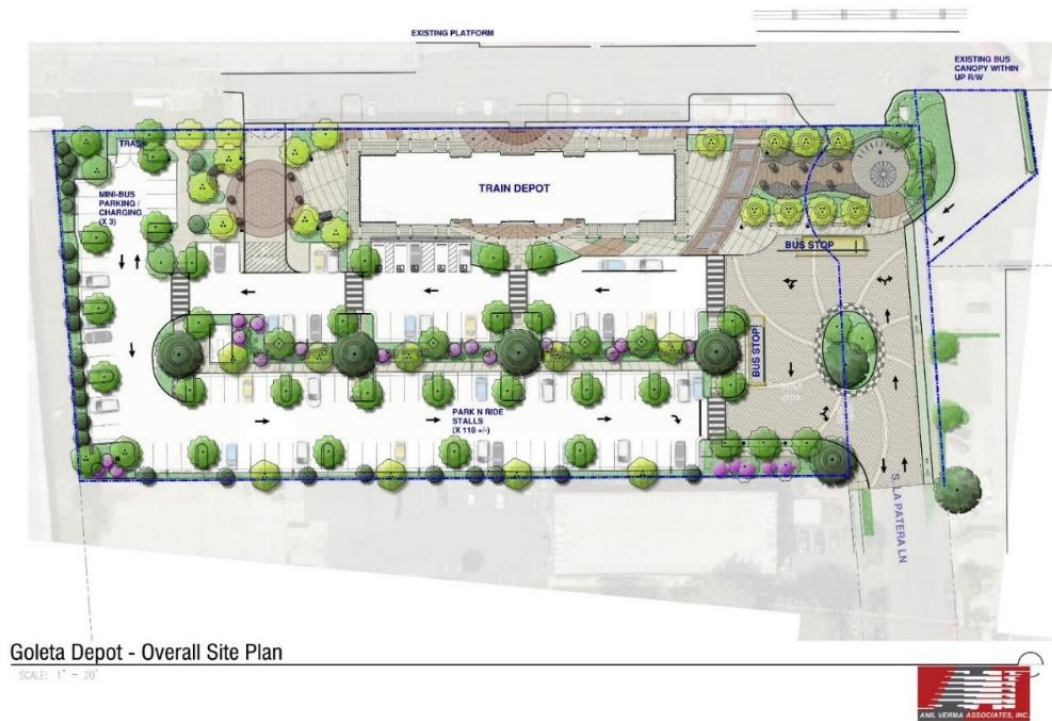 EXISTING PLATFORM
EXISTING BUS
CANOPY WITHIN
UP R/W
TRASH
MINI-BUS
PARKING /
CHARGING
(X 3)
TRAIN DEPOT
BUS STOP
BUS STOP
PARK N RIDE
STALLS
(X 118 +/-)
S. LA PATERA LN
Goleta Depot - Overall Site Plan
SCALE: 1" = 20'
ANIL VERMA ASSOCIATES, INC.